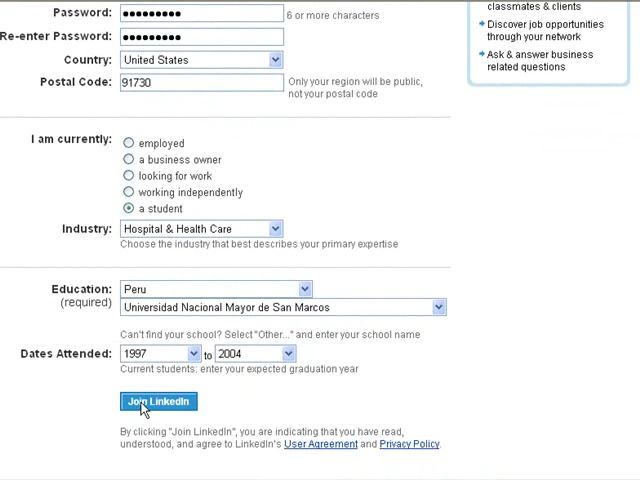 classmates & clients
Password: ●●●●●●●●● 6 or more characters
Discover job opportunities
through your network
Re-enter Password: ●●●●●●●●●
Ask & answer business
related questions
Country: United States
Postal Code: 91730 Only your region will be public,
not your postal code
I am currently: employed
a business owner
looking for work
working independently
a student
Industry: Hospital & Health Care
Choose the industry that best describes your primary expertise
Education: Peru
(required) Universidad Nacional Mayor de San Marcos
Can't find your school? Select "Other..." and enter your school name
Dates Attended: 1997 to 2004
Current students: enter your expected graduation year
Join LinkedIn
By clicking "Join LinkedIn", you are indicating that you have read,
understood, and agree to LinkedIn's User Agreement and Privacy Policy.